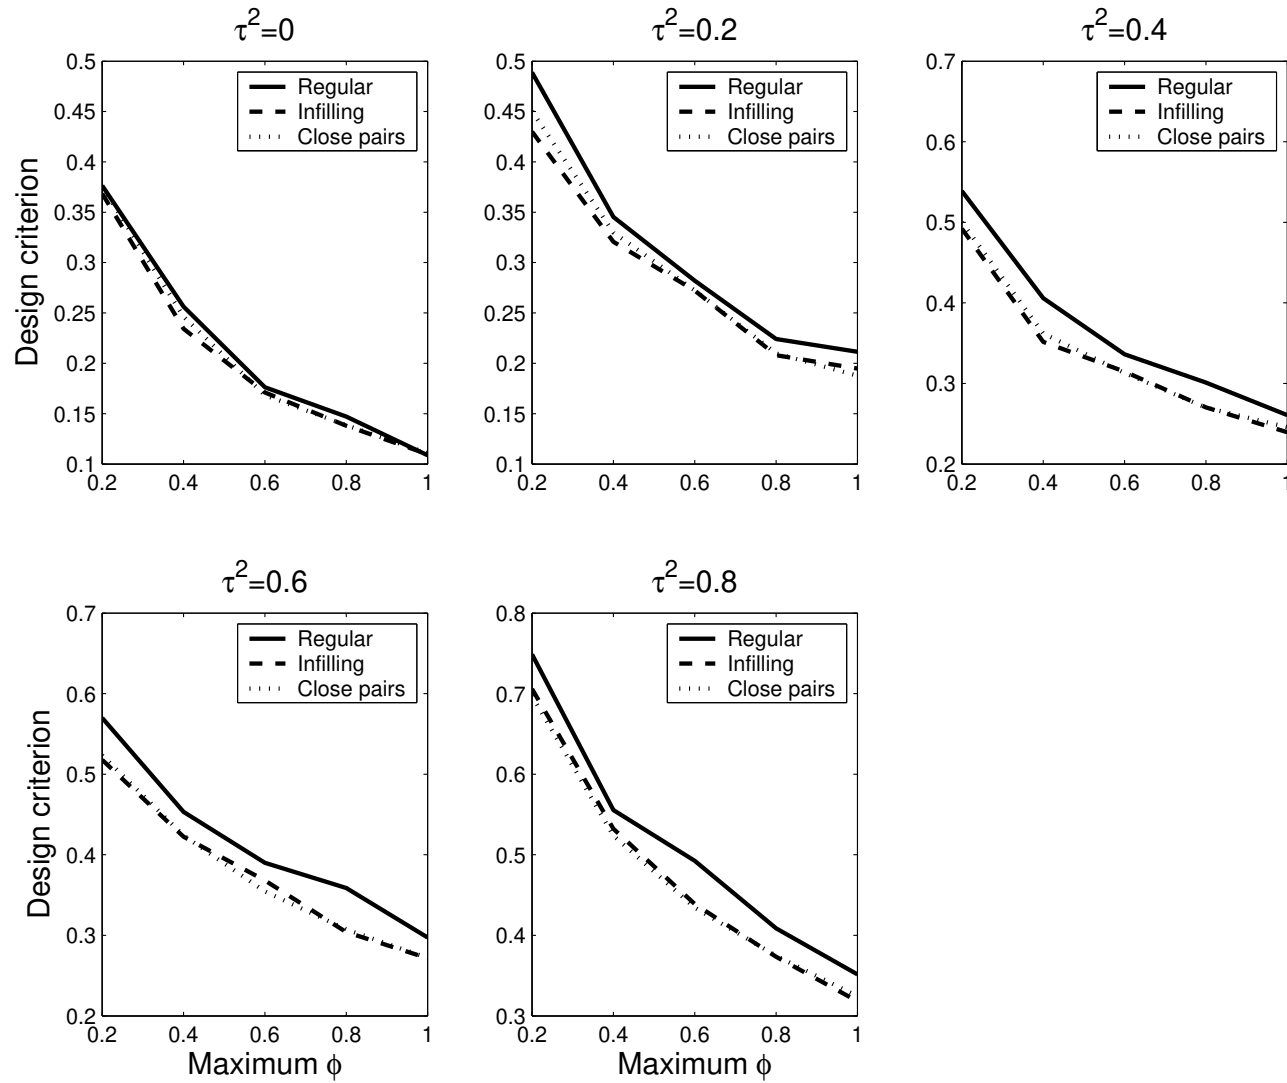 τ²=0
0.5
0.45
0.4
0.35
0.3
0.25
0.2
0.15
0.1
0.2 0.4 0.6 0.8 1
Design criterion
Regular
Infilling
Close pairs
τ²=0.2
0.5
0.45
0.4
0.35
0.3
0.25
0.2
0.15
0.1
0.2 0.4 0.6 0.8 1
Regular
Infilling
Close pairs
τ²=0.4
0.7
0.6
0.5
0.4
0.3
0.2
0.2 0.4 0.6 0.8 1
Regular
Infilling
Close pairs
τ²=0.6
0.7
0.6
0.5
0.4
0.3
0.2
0.2 0.4 0.6 0.8 1
Design criterion
Maximum ϕ
Regular
Infilling
Close pairs
τ²=0.8
0.8
0.7
0.6
0.5
0.4
0.3
0.2 0.4 0.6 0.8 1
Maximum ϕ
Regular
Infilling
Close pairs